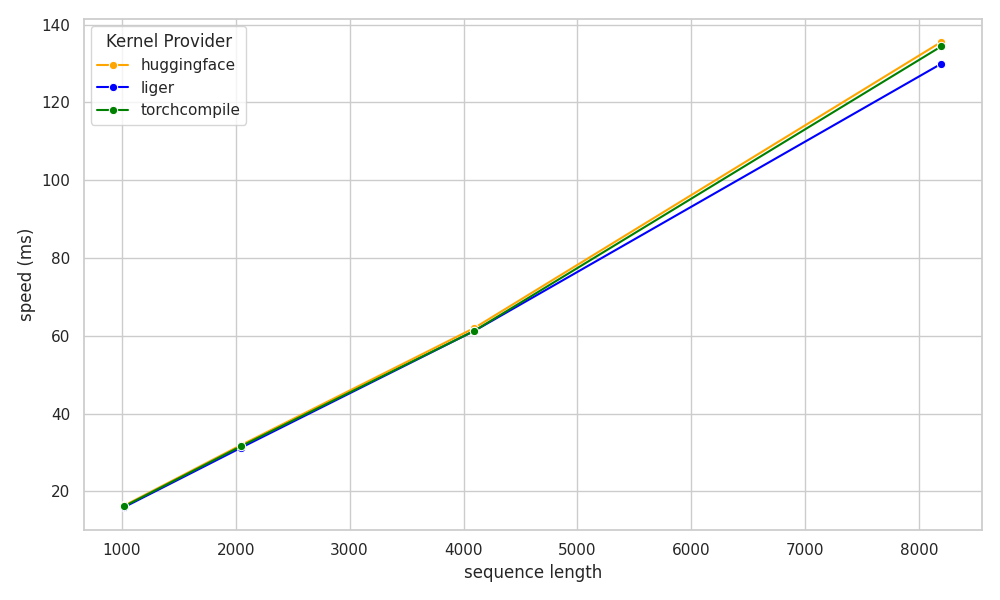 140
120
100
80
60
40
20
speed (ms)
Kernel Provider
huggingface
liger
torchcompile
1000 2000 3000 4000 5000 6000 7000 8000
sequence length